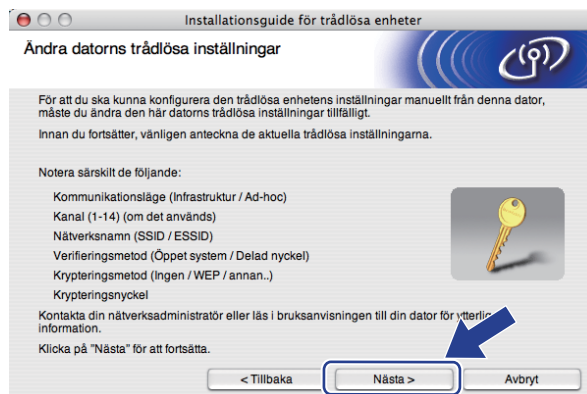 Installationsguide för trådlösa enheter
Ändra datorns trådlösa inställningar
För att du ska kunna konfigurera den trådlösa enhetens inställningar manuellt från denna dator,
måste du ändra den här datorns trådlösa inställningar tillfälligt.
Innan du fortsätter, vänligen anteckna de aktuella trådlösa inställningarna.
Notera särskilt de följande:
Kommunikationsläge (Infrastruktur / Ad-hoc)
Kanal (1-14) (om det används)
Nätverksnamn (SSID / ESSID)
Verifieringsmetod (Öppet system / Delad nyckel)
Krypteringsmetod (Ingen / WEP / annan..)
Krypteringsnyckel
Kontakta din nätverksadministratör eller läs i bruksanvisningen till din dator för
information.
Klicka på "Nästa" för att fortsätta.
< Tillbaka
Nästa >
Avbryt